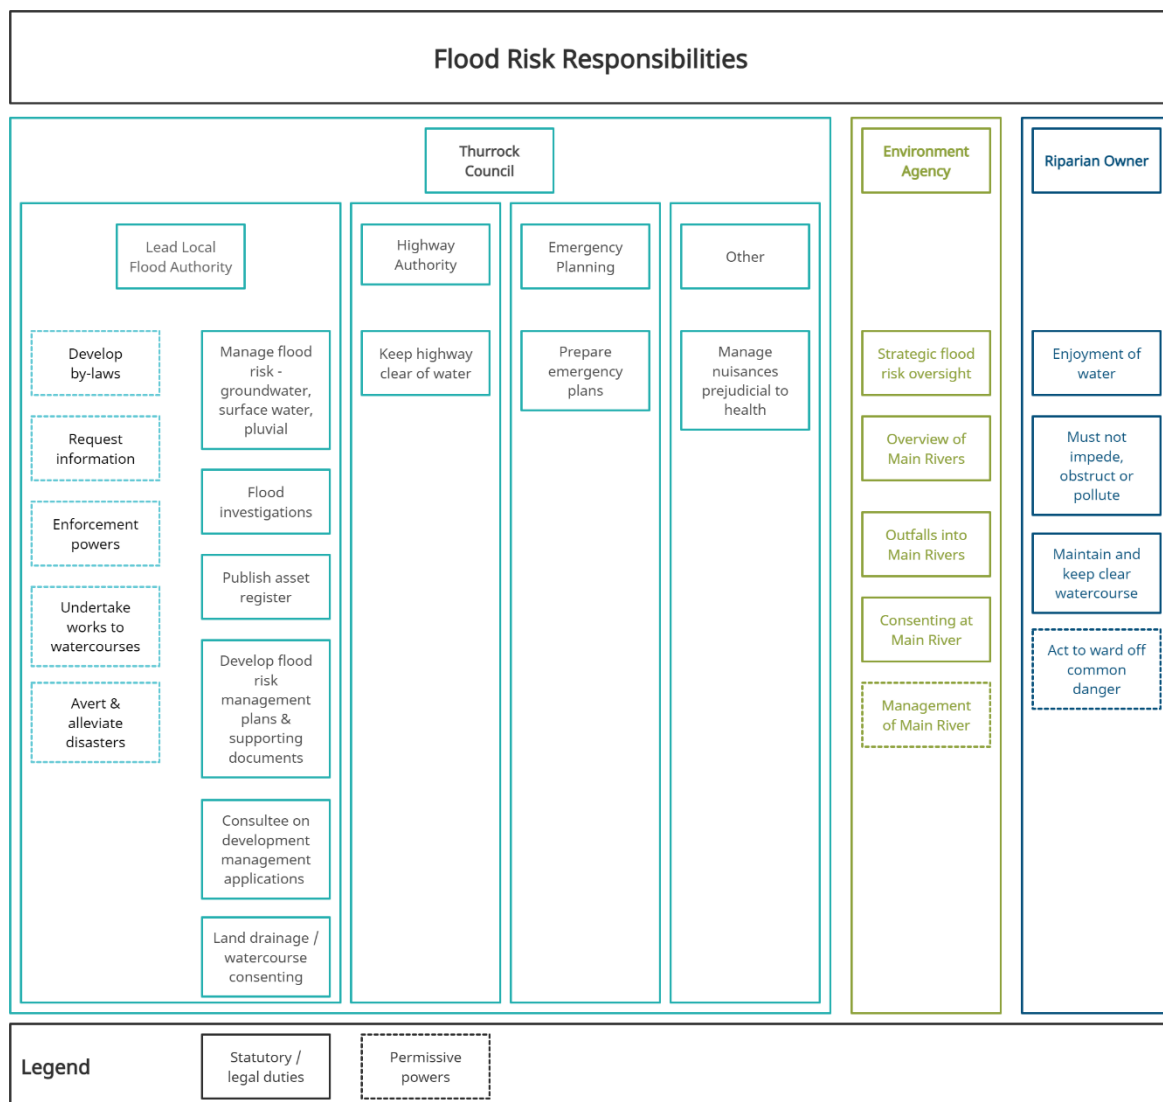 Flood Risk Responsibilities
Thurrock
Council
Lead Local
Flood Authority
Develop
by-laws
Request
information
Enforcement
powers
Undertake
works to
watercourses
Avert &
alleviate
disasters
Manage flood
risk -
groundwater,
surface water,
pluvial
Flood
investigations
Publish asset
register
Develop flood
risk
management
plans &
supporting
documents
Consultee on
development
management
applications
Land drainage /
watercourse
consenting
Highway
Authority
Keep highway
clear of water
Emergency
Planning
Prepare
emergency
plans
Other
Manage
nuisances
prejudicial to
health
Environment
Agency
Strategic flood
risk oversight
Overview of
Main Rivers
Outfalls into
Main Rivers
Consenting at
Main River
Management
of Main River
Riparian Owner
Enjoyment of
water
Must not
impede,
obstruct or
pollute
Maintain and
keep clear
watercourse
Act to ward off
common
danger
Legend
Statutory /
legal duties
Permissive
powers